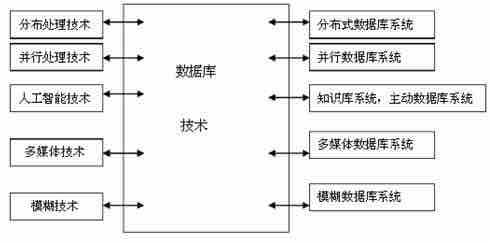 分布处理技术
并行处理技术
人工智能技术
多媒体技术
模糊技术
数据库
技术
分布式数据库系统
并行数据库系统
知识库系统，主动数据库系统
多媒体数据库系统
模糊数据库系统